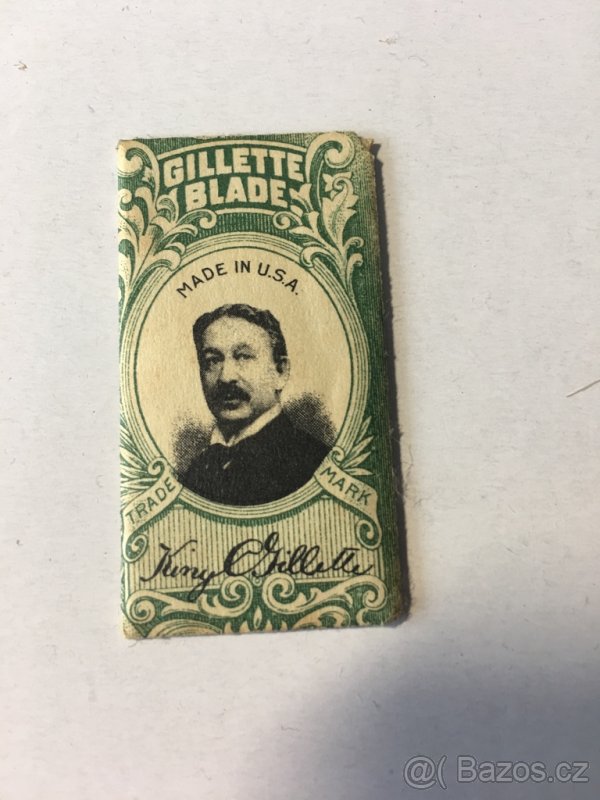 GILLETTE
BLADE
MADE IN U.S.A.
TRADE MARK
King C Gillette
@( Bazos.cz